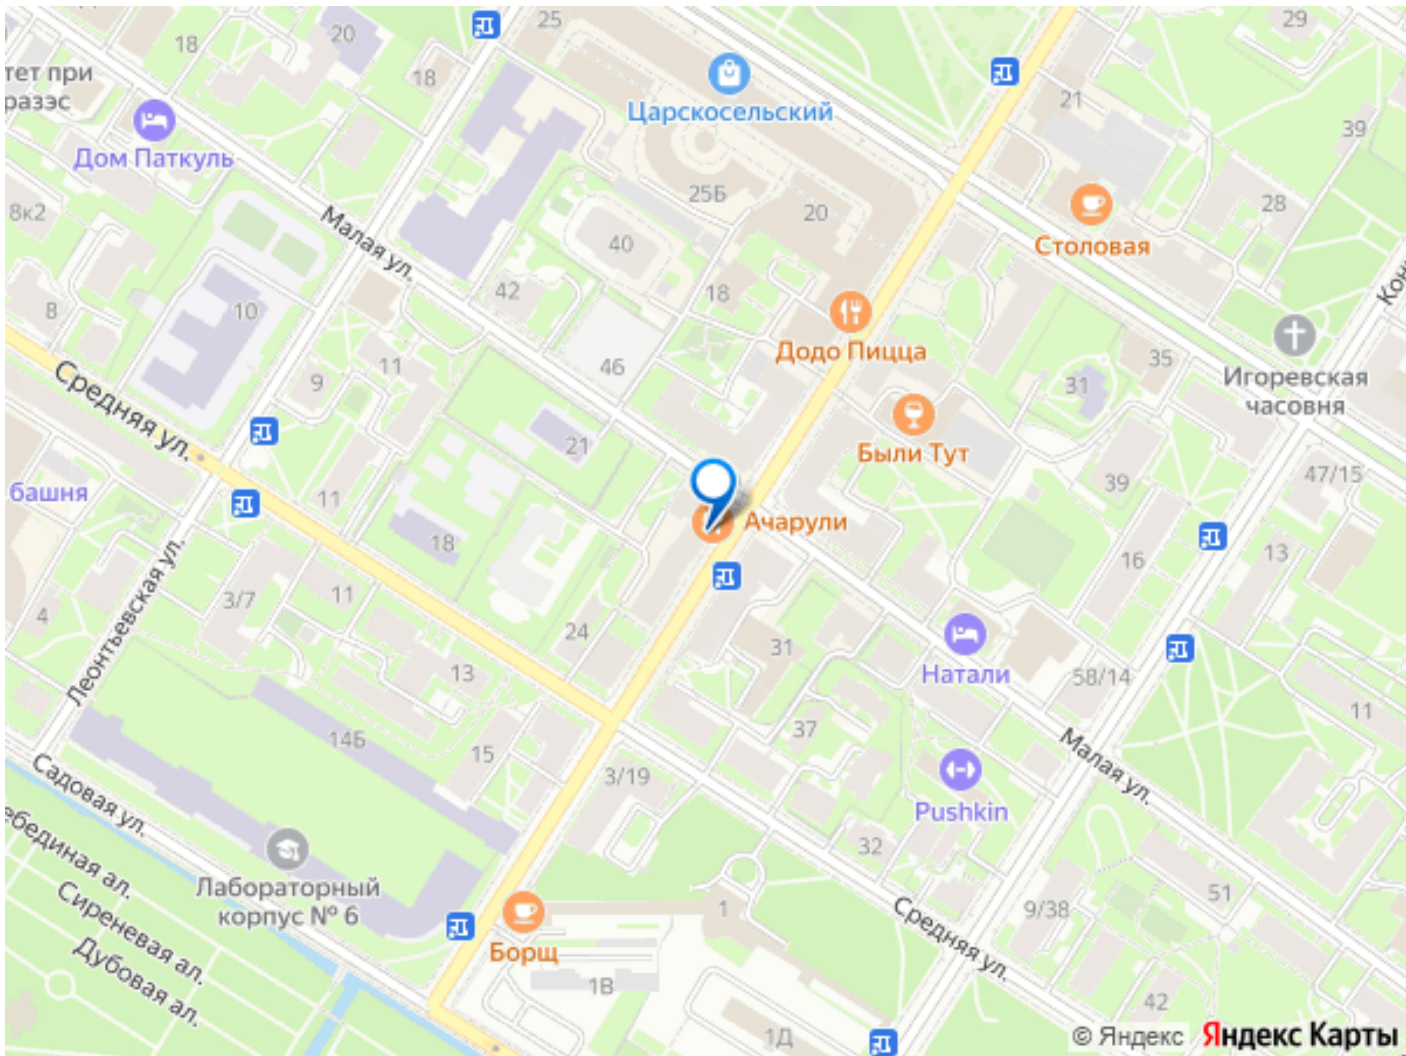 25
29
18
20
тет при
разэс
18
21
Царскосельский
39
Дом Паткуль
25Б
20
28
8к2
Малая ул.
40
Столовая
42
18
8
10
Додо Пицца
35
11
46
9
31
Игоревская
часовня
Средняя ул.
21
Были Тут
39
47/15
башня
11
Ачарули
18
16
13
Леонтьевская ул.
3/7
11
4
24
31
Натали
58/14
13
11
14Б
37
15
Малая ул.
3/19
Pushkin
Садовая ул.
32
ебединая ал.
Лабораторный
корпус № 6
51
Сиреневая ал.
1
9/38
Средняя ул.
Дубовая ал.
Борщ
1В
42
1Д
© Яндекс Яндекс Карты